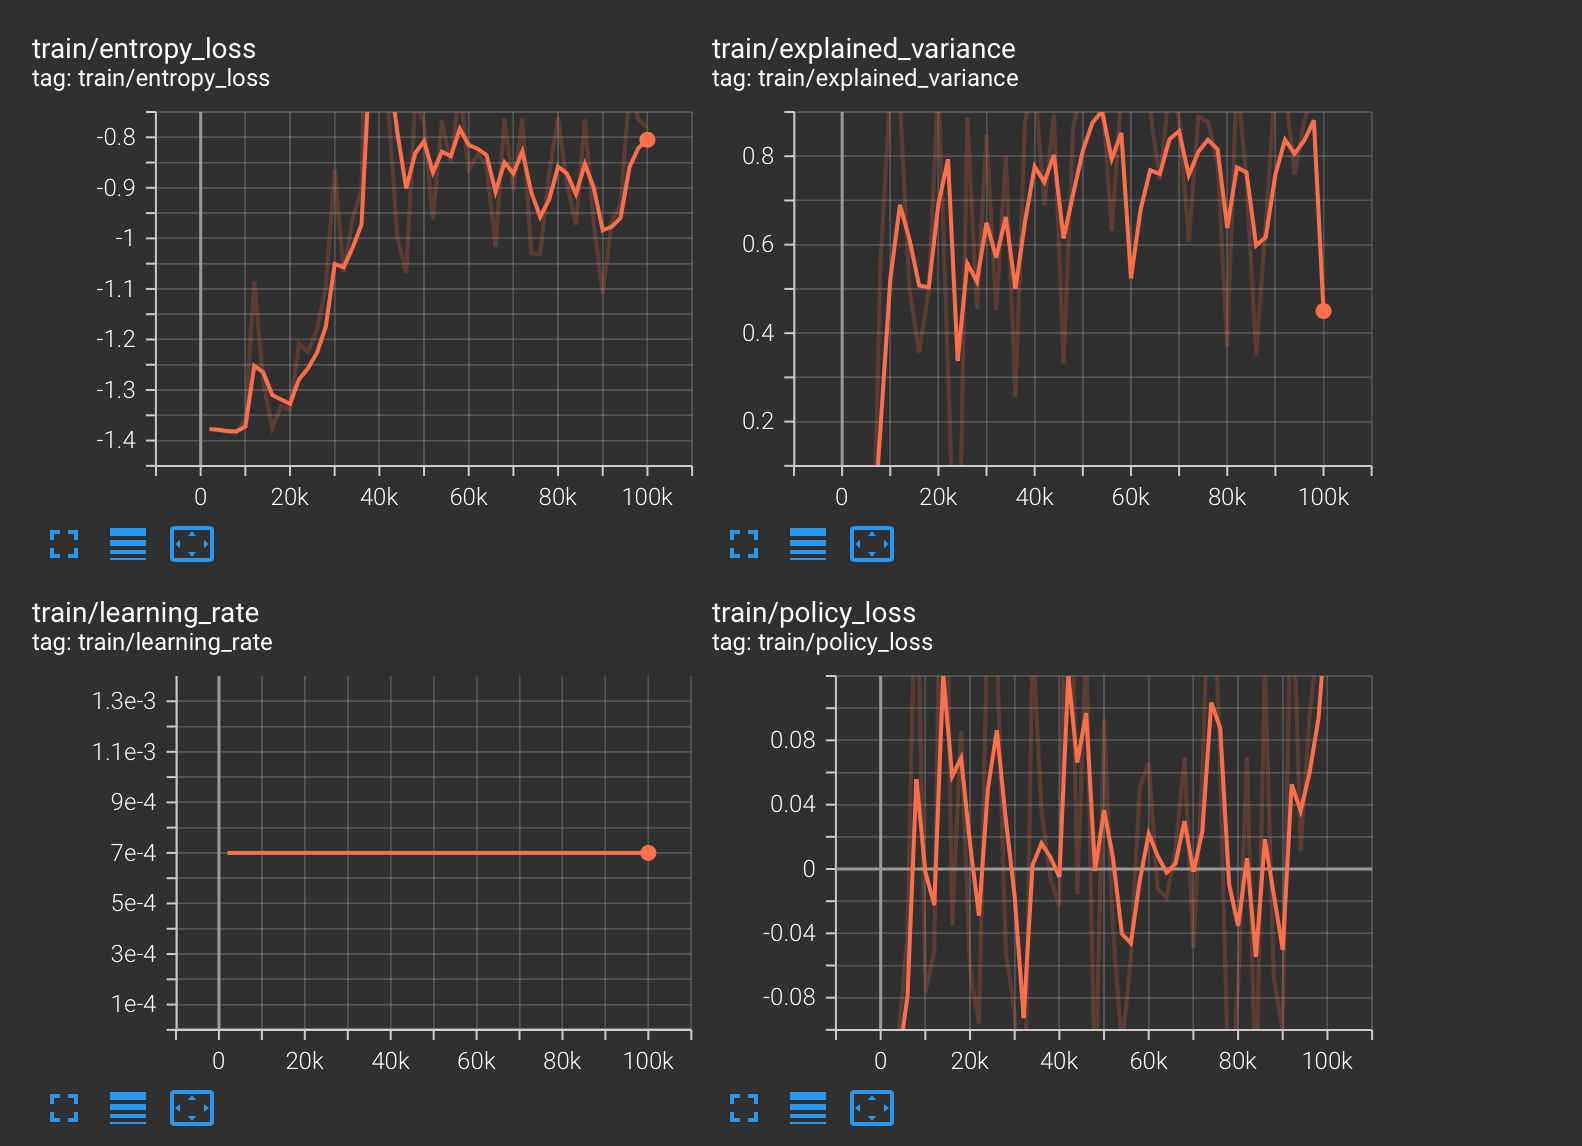 train/entropy_loss
tag: train/entropy_loss
-0.8
-0.9
-1
-1.1
-1.2
-1.3
-1.4
0 20k 40k 60k 80k 100k
train/explained_variance
tag: train/explained_variance
0.8
0.6
0.4
0.2
0 20k 40k 60k 80k 100k
train/learning_rate
tag: train/learning_rate
1.3e-3
1.1e-3
9e-4
7e-4
5e-4
3e-4
1e-4
0 20k 40k 60k 80k 100k
train/policy_loss
tag: train/policy_loss
0.08
0.04
0
-0.04
-0.08
0 20k 40k 60k 80k 100k